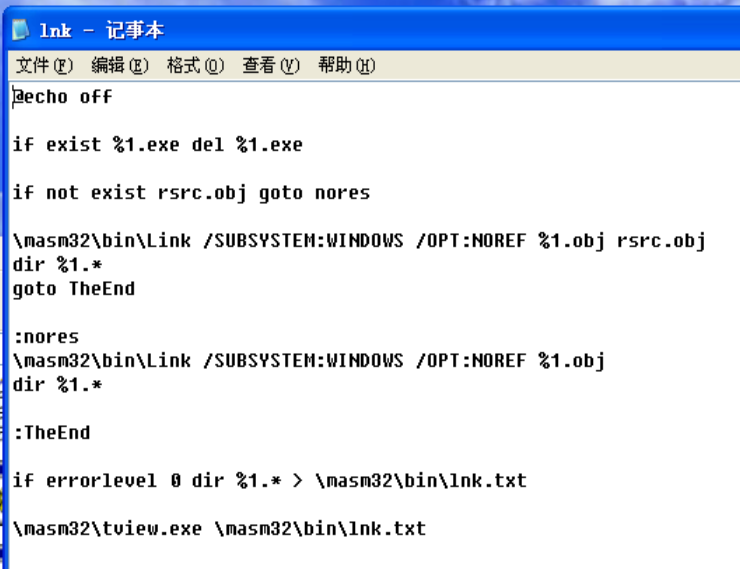 lnk - 记事本
文件(F) 编辑(E) 格式(O) 查看(V) 帮助(H)
@echo off
if exist %1.exe del %1.exe
if not exist rsrc.obj goto nores
\masm32\bin\Link /SUBSYSTEM:WINDOWS /OPT:NOREF %1.obj rsrc.obj
dir %1.*
goto TheEnd
:nores
\masm32\bin\Link /SUBSYSTEM:WINDOWS /OPT:NOREF %1.obj
dir %1.*
:TheEnd
if errorlevel 0 dir %1.* > \masm32\bin\lnk.txt
\masm32\tview.exe \masm32\bin\lnk.txt